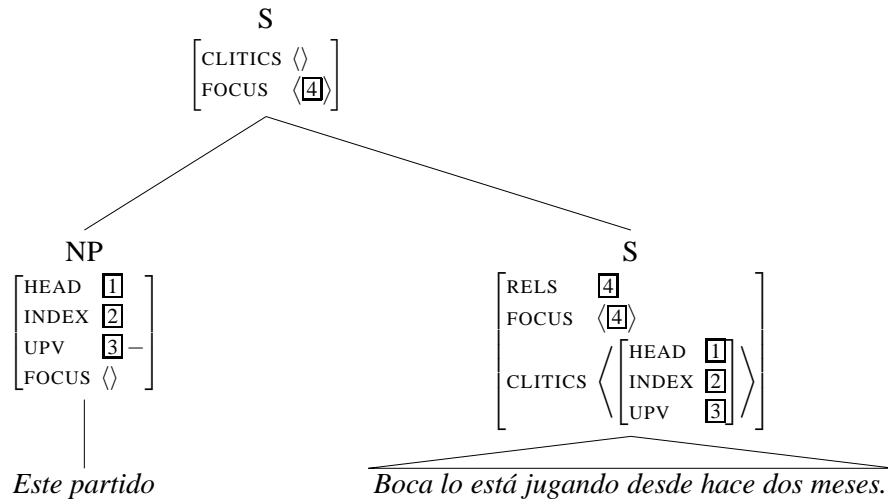 S
CLITICS ⟨⟩
FOCUS ⟨4⟩
NP
HEAD 1
INDEX 2
UPV 3 −
FOCUS ⟨⟩
S
RELS 4
FOCUS ⟨4⟩
CLITICS ⟨[HEAD 1
INDEX 2
UPV 3]⟩
Este partido
Boca lo está jugando desde hace dos meses.